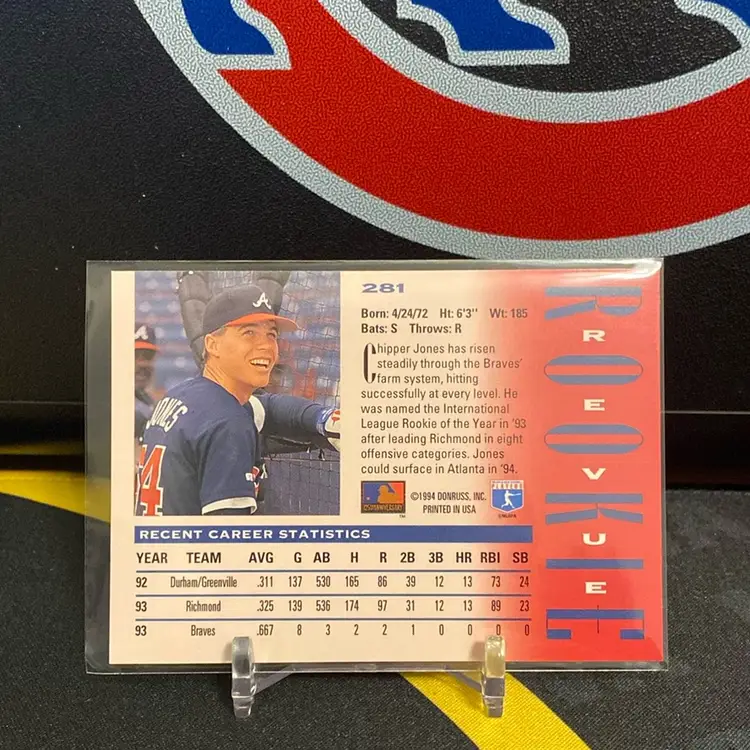 281
Born: 4/24/72 Ht: 6'3'' Wt: 185
Bats: S Throws: R
Chipper Jones has risen
steadily through the Braves'
farm system, hitting
successfully at every level. He
was named the International
League Rookie of the Year in '93
after leading Richmond in eight
offensive categories. Jones
could surface in Atlanta in '94.
©1994 DONRUSS, INC.
PRINTED IN USA
125TH ANNIVERSARY
TM
A
JONES
RECENT CAREER STATISTICS
YEAR TEAM AVG G AB H R 2B 3B HR RBI SB
92 Durham/Greenville .311 137 530 165 86 39 12 13 73 24
93 Richmond .325 139 536 174 97 31 12 13 89 23
93 Braves .667 8 3 2 2 1 0 0 0 0
ROOKIE
REVUE